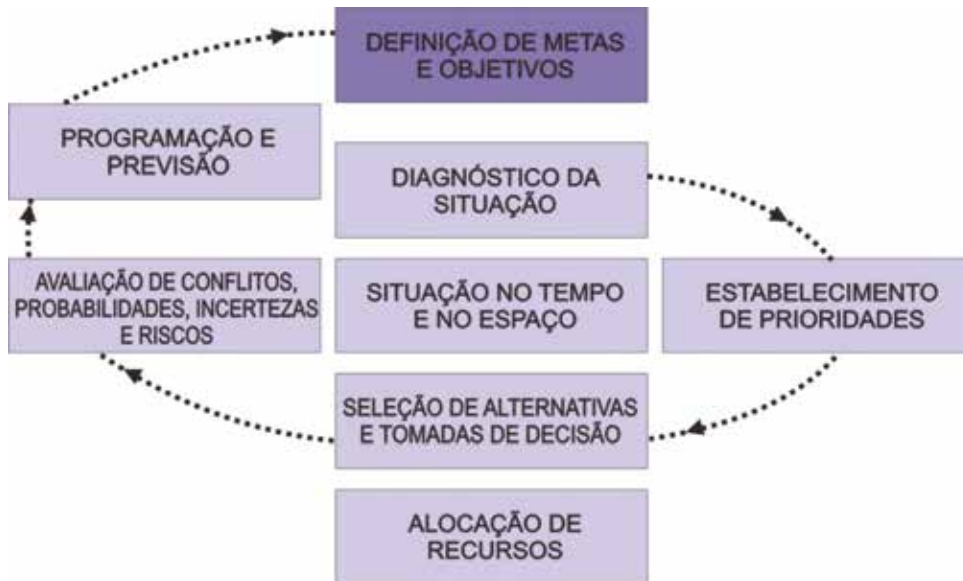 DEFINIÇÃO DE METAS
E OBJETIVOS
PROGRAMAÇÃO E
PREVISÃO
DIAGNÓSTICO DA
SITUAÇÃO
AVALIAÇÃO DE CONFLITOS,
PROBABILIDADES, INCERTEZAS
E RISCOS
SITUAÇÃO NO TEMPO
E NO ESPAÇO
ESTABELECIMENTO
DE PRIORIDADES
SELEÇÃO DE ALTERNATIVAS
E TOMADAS DE DECISÃO
ALOCAÇÃO DE
RECURSOS